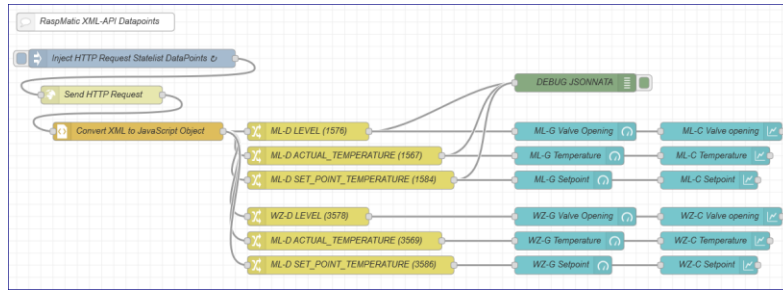 RaspMatic XML-API Datapoints
Inject HTTP Request Statelist DataPoints ↻
Send HTTP Request
DEBUG JSONNATA
Convert XML to JavaScript Object
ML-D LEVEL (1576)
ML-G Valve Opening
ML-C Valve opening
ML-D ACTUAL_TEMPERATURE (1567)
ML-G Temperature
ML-C Temperature
ML-D SET_POINT_TEMPERATURE (1584)
ML-G Setpoint
ML-C Setpoint
WZ-D LEVEL (3578)
WZ-G Valve Opening
WZ-C Valve opening
ML-D ACTUAL_TEMPERATURE (3569)
WZ-G Temperature
WZ-C Temperature
ML-D SET_POINT_TEMPERATURE (3586)
WZ-G Setpoint
WZ-C Setpoint